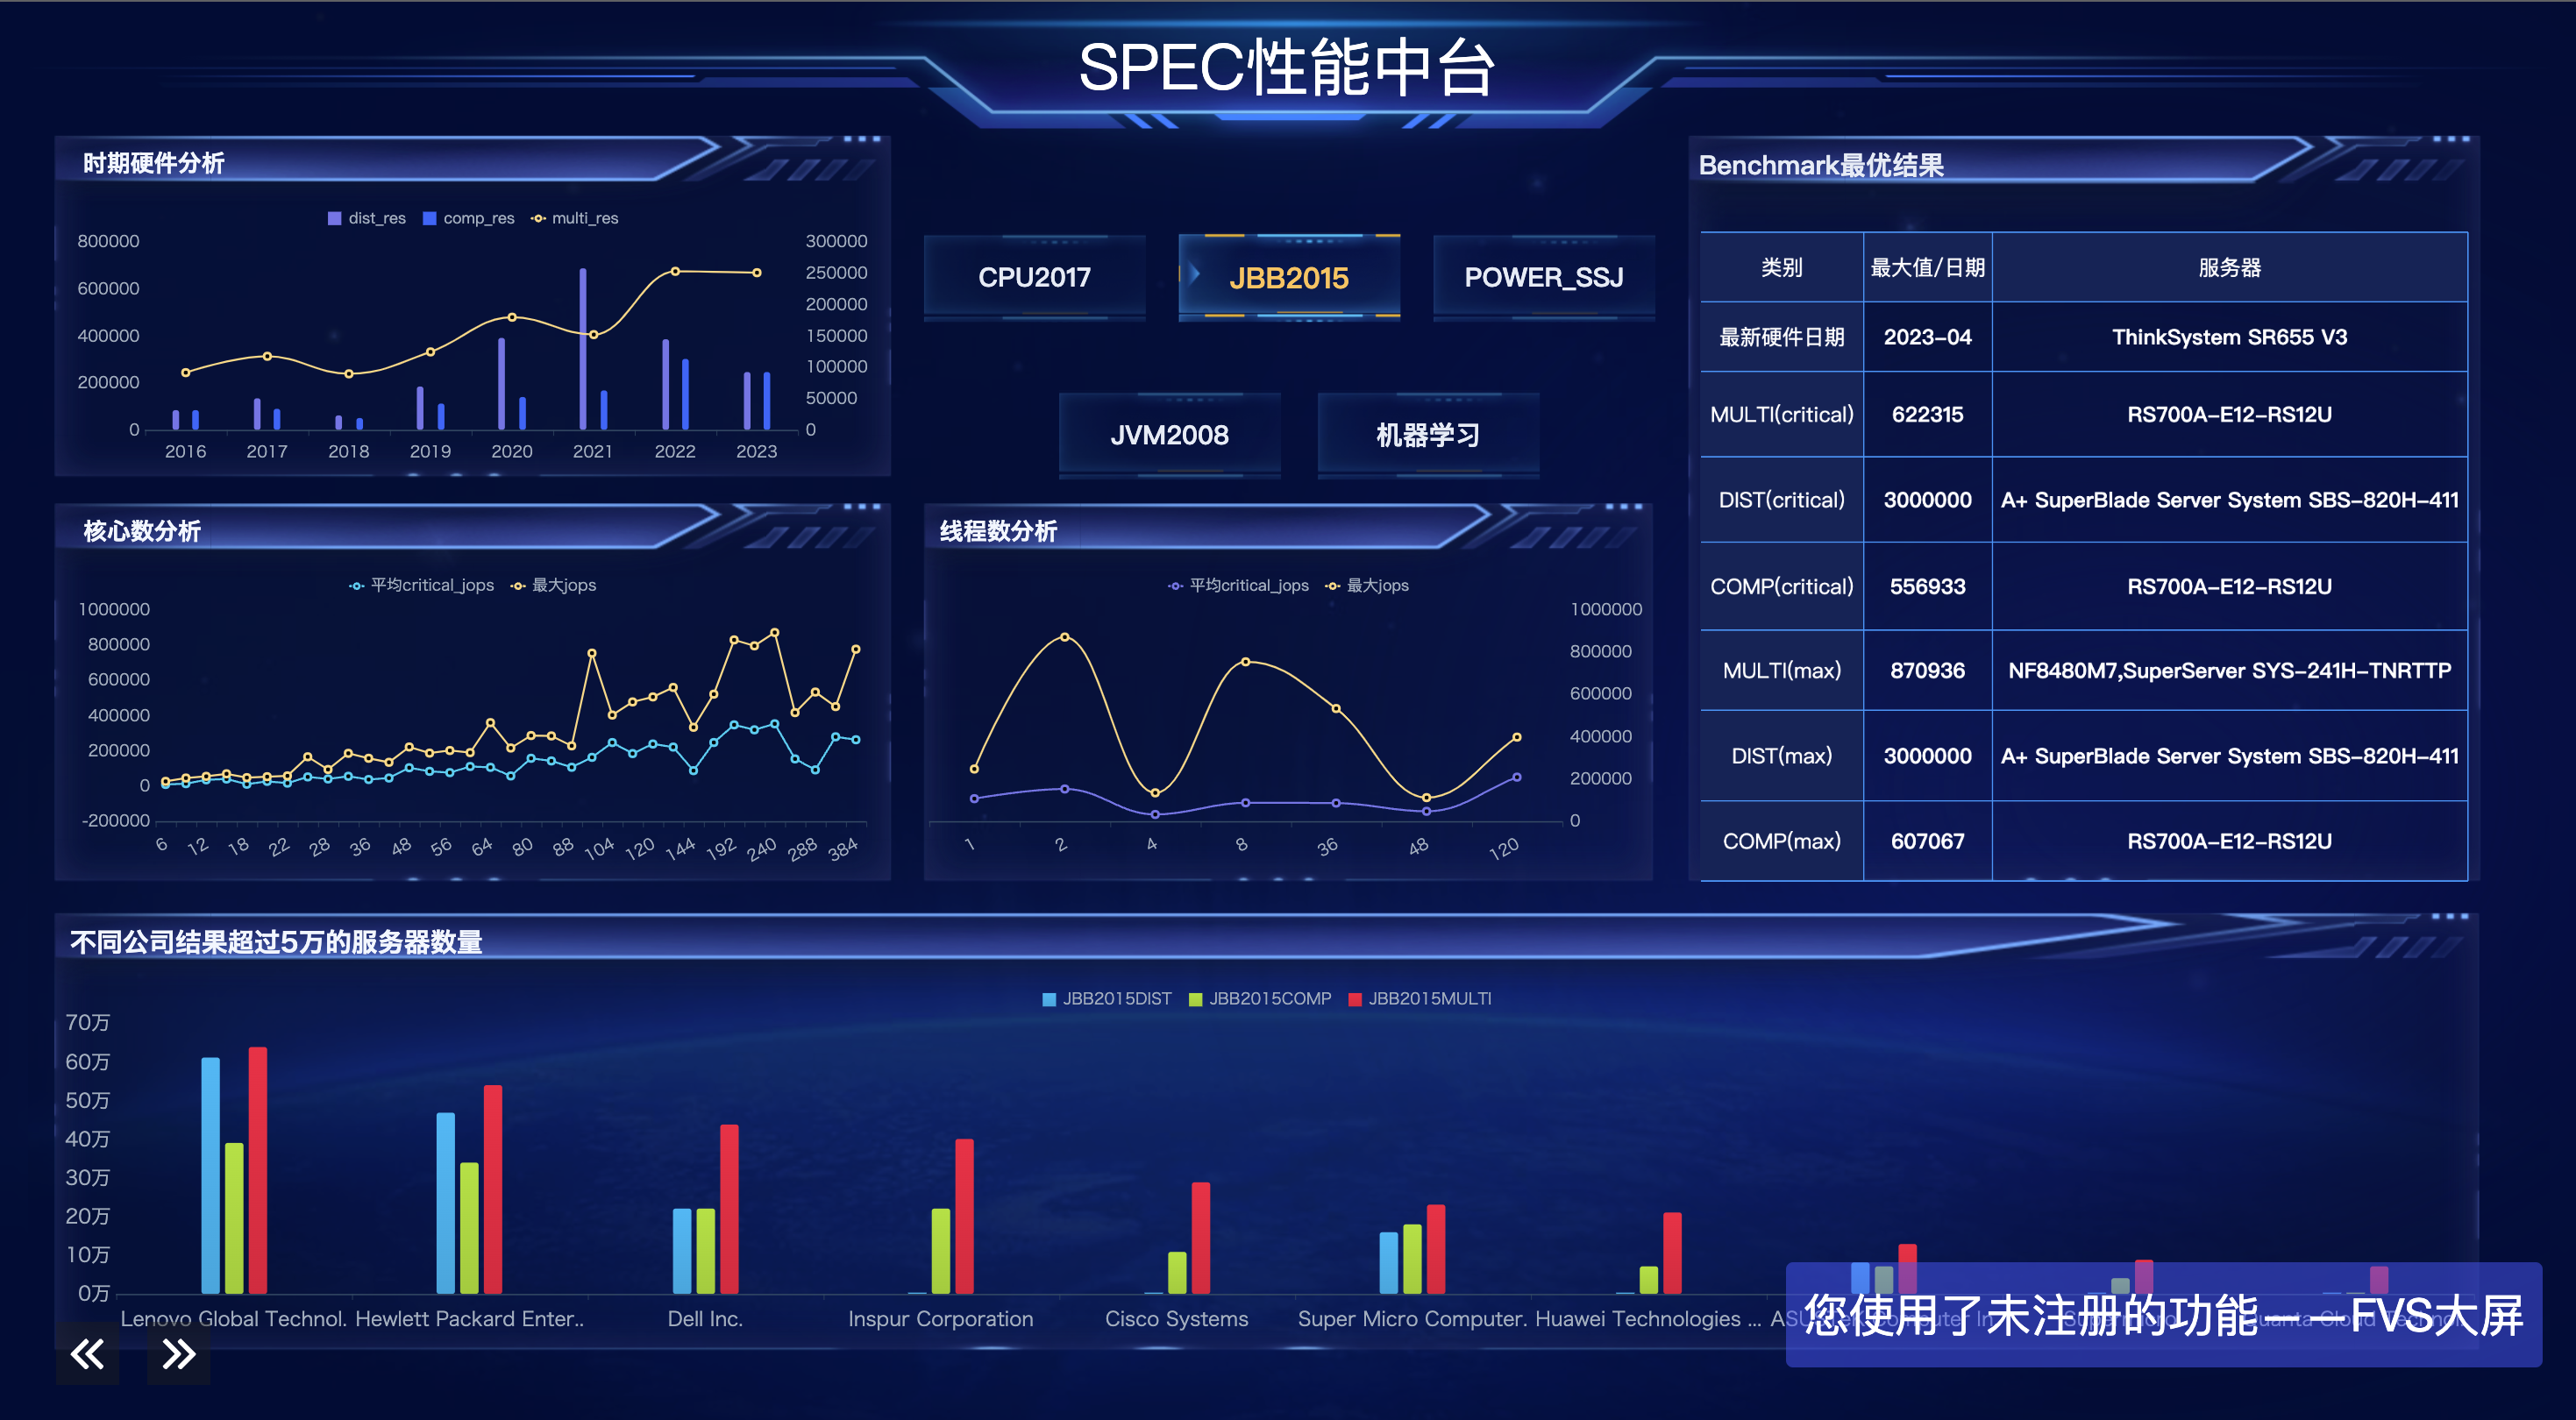 SPEC性能中台
时期硬件分析
dist_res comp_res multi_res
800000 300000
250000
600000
200000
400000 150000
200000 100000
50000
0 0
2016 2017 2018 2019 2020 2021 2022 2023
CPU2017 JBB2015 POWER_SSJ
JVM2008 机器学习
Benchmark最优结果
类别 最大值/日期 服务器
最新硬件日期 2023-04 ThinkSystem SR655 V3
MULTI(critical) 622315 RS700A-E12-RS12U
DIST(critical) 3000000 A+ SuperBlade Server System SBS-820H-411
COMP(critical) 556933 RS700A-E12-RS12U
MULTI(max) 870936 NF8480M7,SuperServer SYS-241H-TNRTTP
DIST(max) 3000000 A+ SuperBlade Server System SBS-820H-411
COMP(max) 607067 RS700A-E12-RS12U
核心数分析
平均critical_jops 最大jops
1000000
800000
600000
400000
200000
0
-200000
6 12 18 22 28 36 48 56 64 80 88 104 120 144 192 240 288 384
线程数分析
平均critical_jops 最大jops
1000000
800000
600000
400000
200000
0
1 2 4 8 36 48 120
不同公司结果超过5万的服务器数量
JBB2015DIST JBB2015COMP JBB2015MULTI
70万
60万
50万
40万
30万
20万
10万
0万
Lenovo Global Technol. Hewlett Packard Enter.. Dell Inc. Inspur Corporation Cisco Systems Super Micro Computer. Huawei Technologies ...
您使用了未注册的功能——FVS大屏